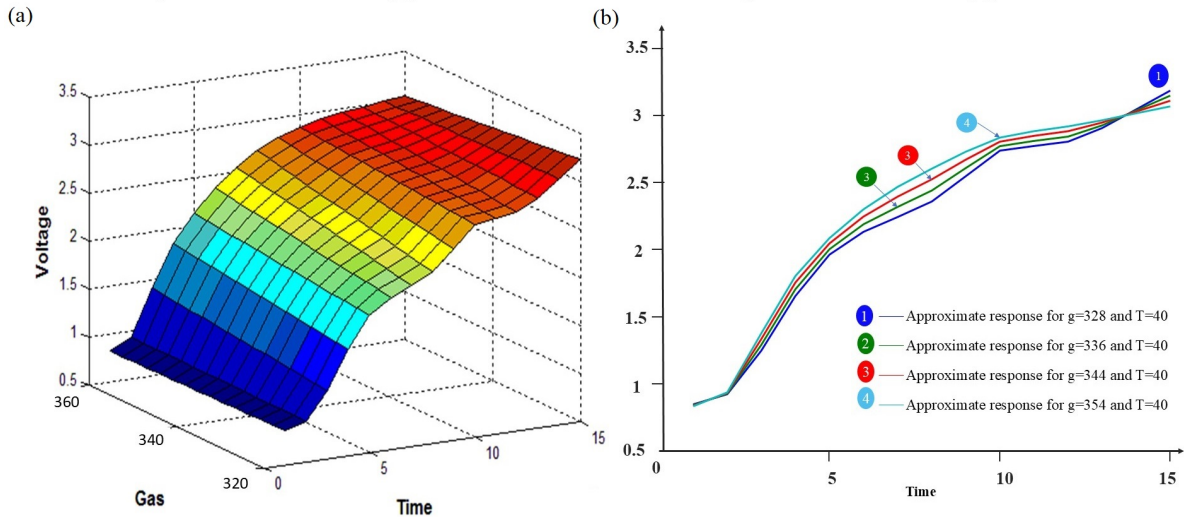 (a)
3.5
3
2.5
2
1.5
1
0.5
Voltage
360
340
320
Gas
0
5
10
15
Time
(b)
3.5
3
2.5
2
1.5
1
0.5
0
5
10
15
Time
1
4
3
3
1 Approximate response for g=328 and T=40
2 Approximate response for g=336 and T=40
3 Approximate response for g=344 and T=40
4 Approximate response for g=354 and T=40